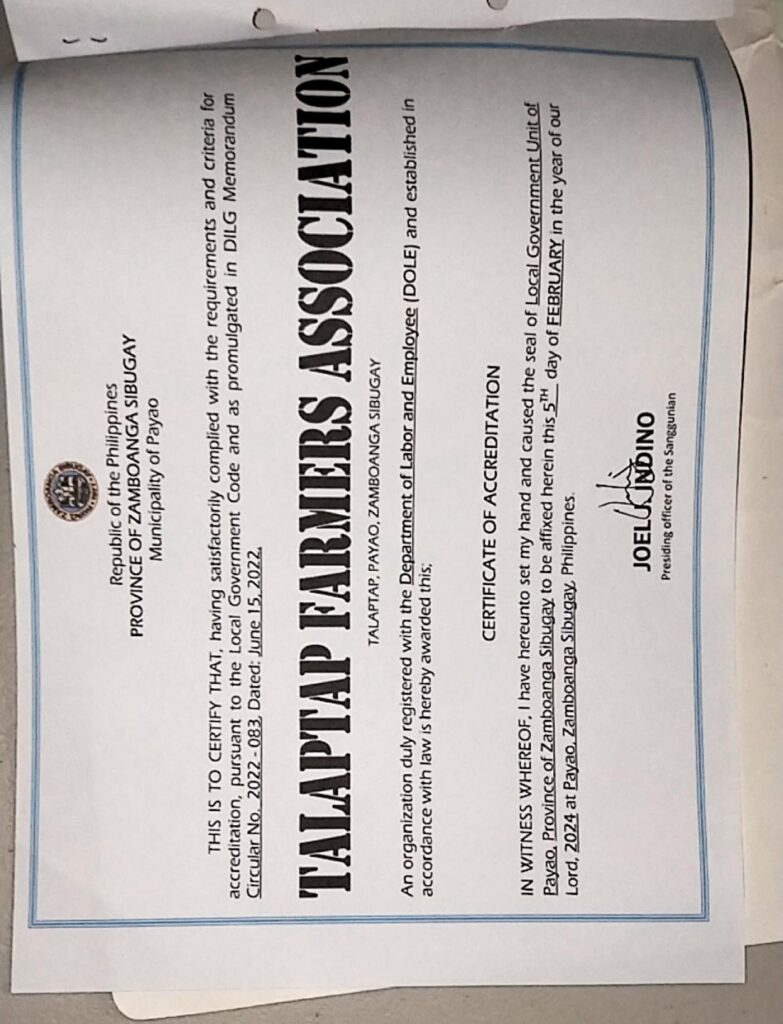 Republic of the Philippines
PROVINCE OF ZAMBOANGA SIBUGAY
Municipality of Payao
THIS IS TO CERTIFY THAT, having satisfactorily complied with the requirements and criteria for
accreditation, pursuant to the Local Government Code and as promulgated in DILG Memorandum
Circular No. 2022 - 083, Dated: June 15, 2022,
TALAPTAP FARMERS ASSOCIATION
TALAPTAP, PAYAO, ZAMBOANGA SIBUGAY
An organization duly registered with the Department of Labor and Employee (DOLE) and established in
accordance with law is hereby awarded this;
CERTIFICATE OF ACCREDITATION
IN WITNESS WHEREOF, I have hereunto set my hand and caused the seal of Local Government Unit of
Payao, Province of Zamboanga Sibugay to be affixed herein this 5TH day of FEBRUARY in the year of our
Lord, 2024 at Payao, Zamboanga Sibugay, Philippines.
JOEL
Presiding officer of the Sanggunian